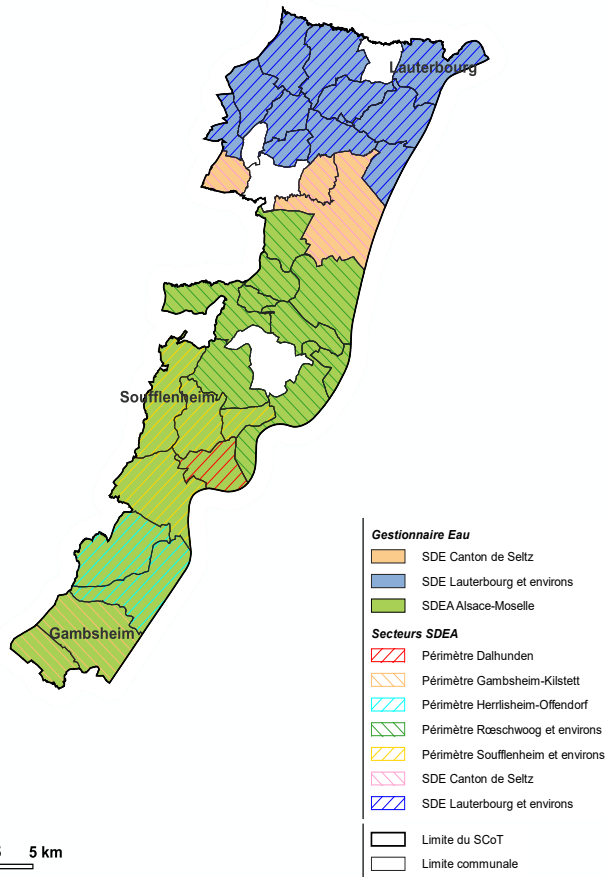 Lauterbourg
Soufflenheim
Gambsheim
Gestionnaire Eau
SDE Canton de Seltz
SDE Lauterbourg et environs
SDEA Alsace-Moselle
Secteurs SDEA
Périmètre Dalhunden
Périmètre Gambsheim-Kilstett
Périmètre Herrlisheim-Offendorf
Périmètre Rœschwoog et environs
Périmètre Soufflenheim et environs
SDE Canton de Seltz
SDE Lauterbourg et environs
Limite du SCoT
Limite communale
5 km